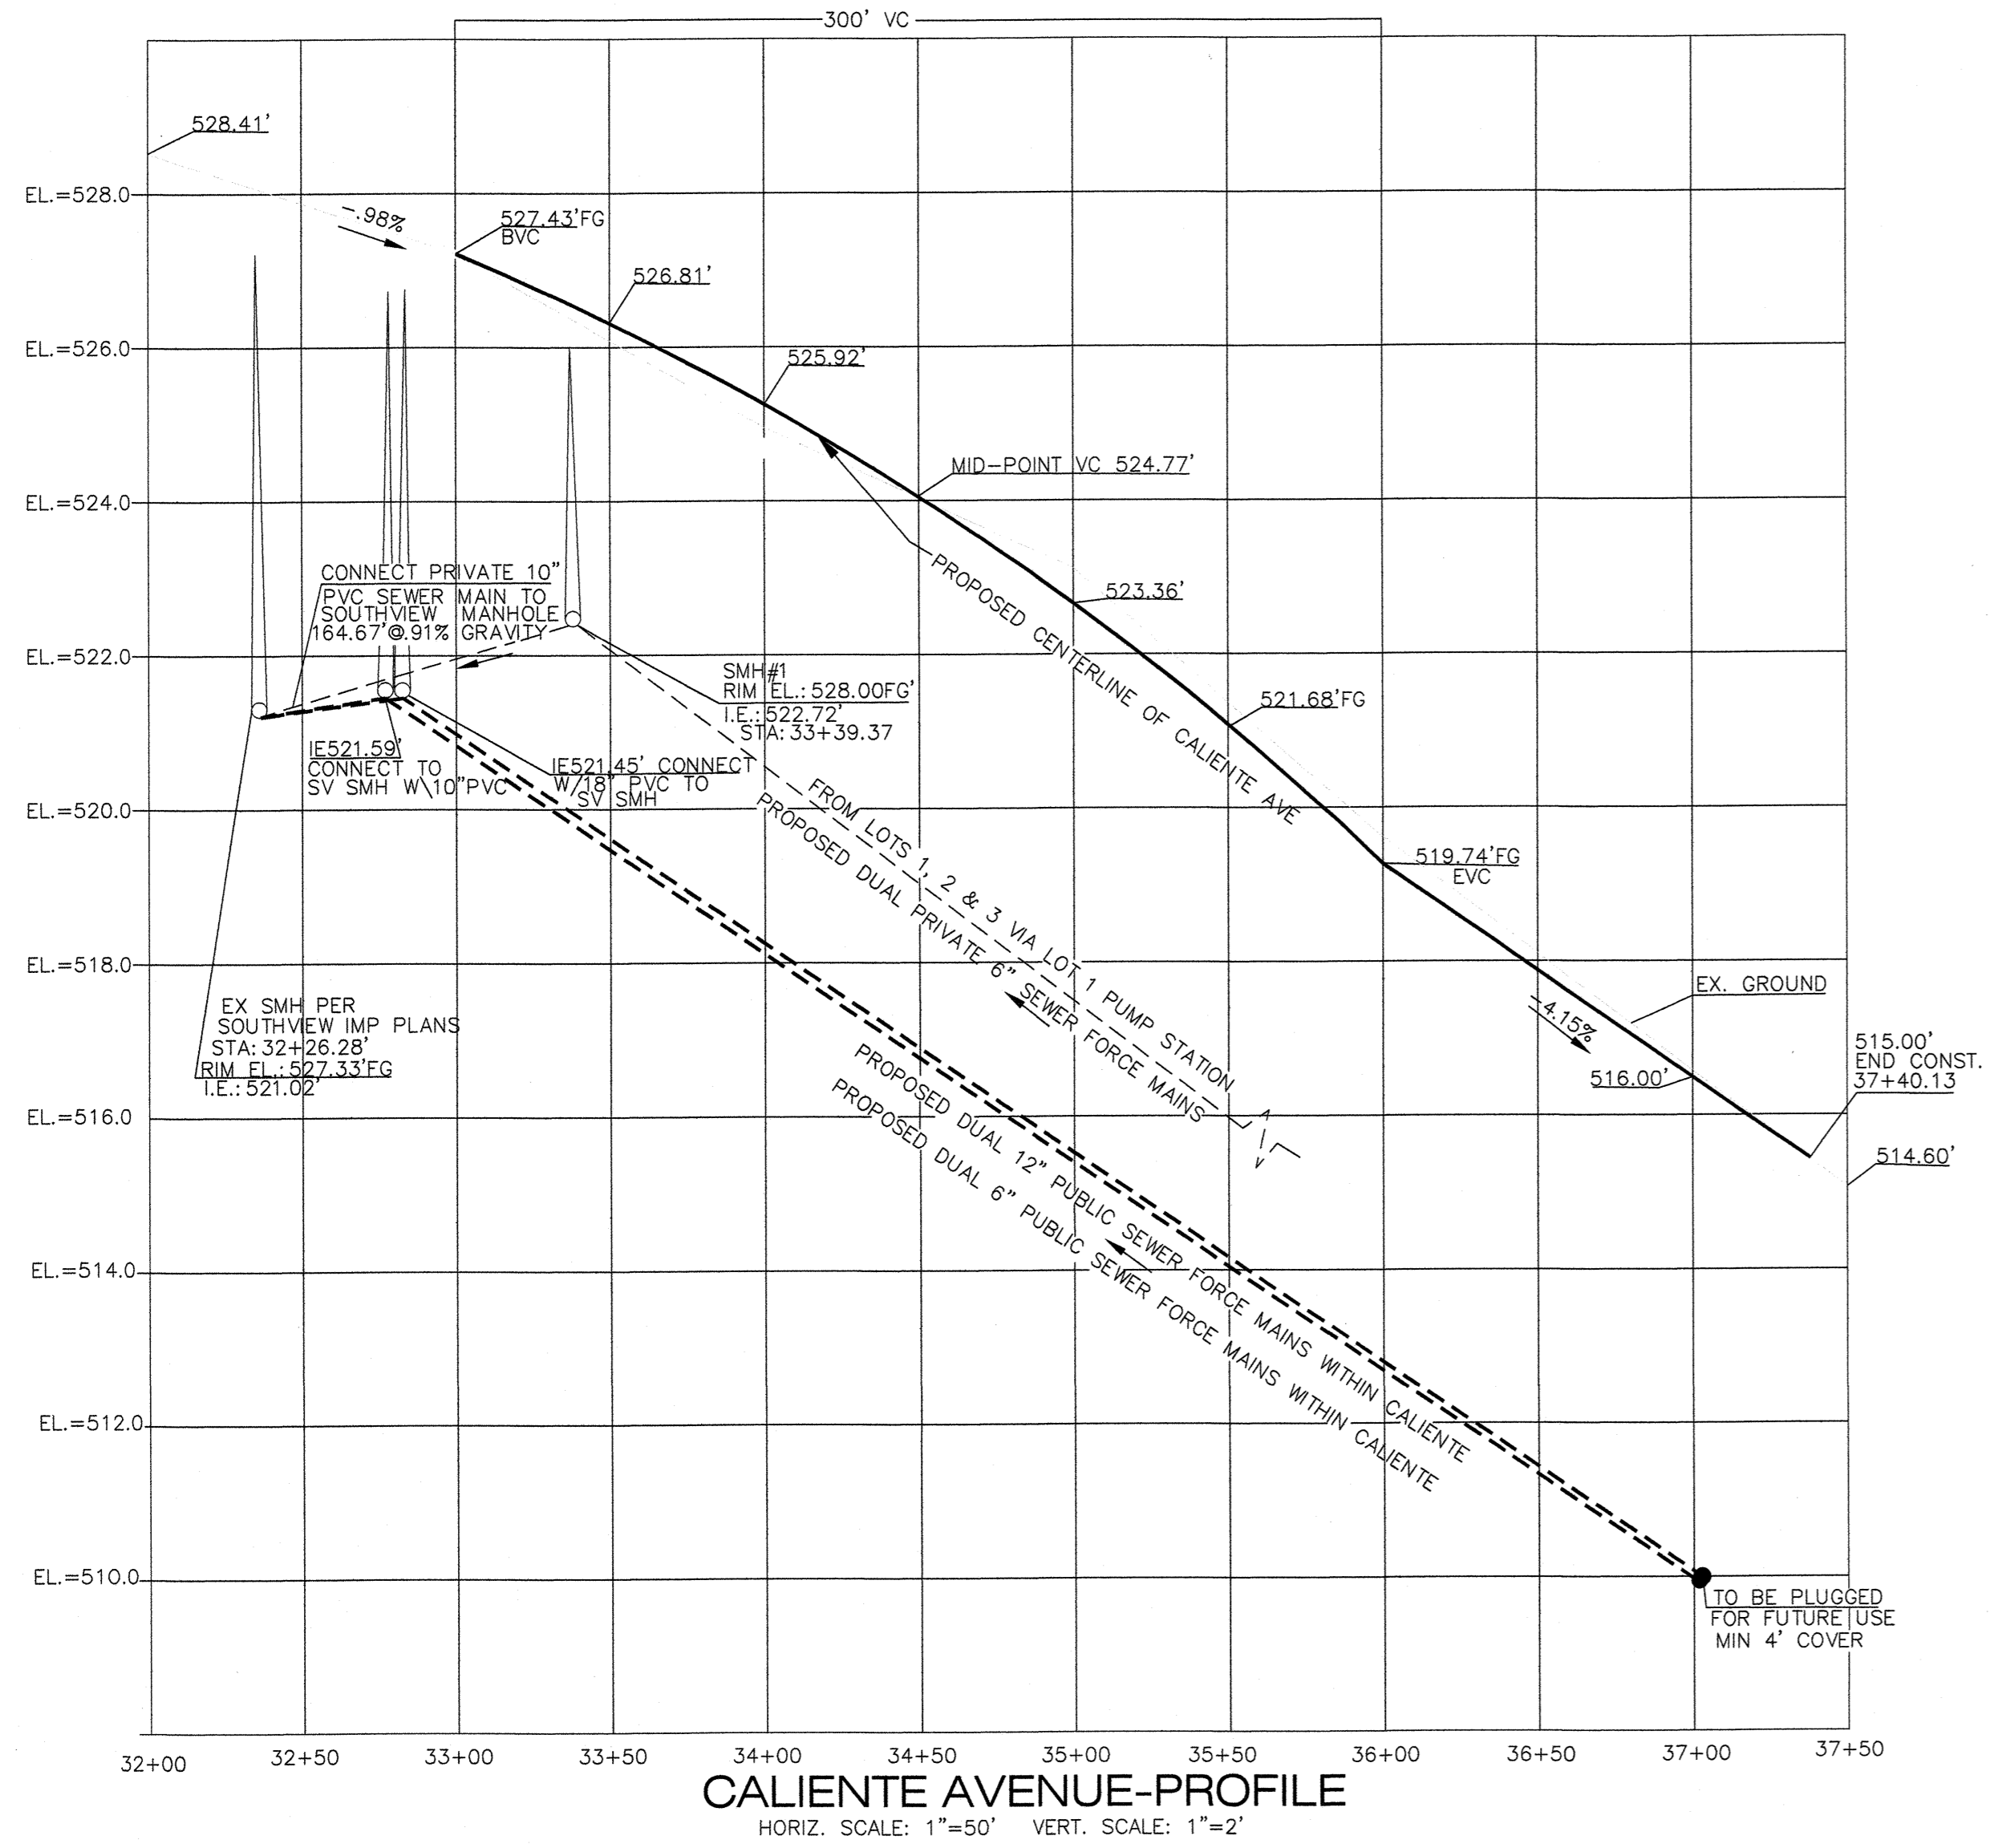 300' VC
528.41'
EL.=528.0
-.98%
527.43'FG
BVC
526.81'
EL.=526.0
525.92'
MID-POINT VC 524.77'
EL.=524.0
PROPOSED CENTERLINE OF CALIENTE AVE
CONNECT PRIVATE 10"
PVC SEWER MAIN TO
SOUTHVIEW MANHOLE
164.67'@.91% GRAVITY
523.36'
EL.=522.0
SMH#1
RIM EL.: 528.00FG'
I.E.: 522.72'
STA: 33+39.37
521.68'FG
IE521.59'
CONNECT TO
SV SMH W\10"PVC
IE521.45' CONNECT
W/18" PVC TO
SV SMH
EL.=520.0
FROM LOTS 1, 2 & 3 VIA LOT 1 PUMP STATION
PROPOSED DUAL PRIVATE 6" SEWER FORCE MAINS
519.74'FG
EVC
EL.=518.0
EX. GROUND
-4.15%
EX SMH PER
SOUTHVIEW IMP PLANS
STA: 32+26.28'
RIM EL.: 527.33'FG
I.E.: 521.02'
515.00'
END CONST.
37+40.13
516.00'
EL.=516.0
PROPOSED DUAL 12" PUBLIC SEWER FORCE MAINS WITHIN CALIENTE
PROPOSED DUAL 6" PUBLIC SEWER FORCE MAINS WITHIN CALIENTE
514.60'
EL.=514.0
EL.=512.0
EL.=510.0
TO BE PLUGGED
FOR FUTURE USE
MIN 4' COVER
32+00 32+50 33+00 33+50 34+00 34+50 35+00 35+50 36+00 36+50 37+00 37+50
CALIENTE AVENUE-PROFILE
HORIZ. SCALE: 1"=50' VERT. SCALE: 1"=2'